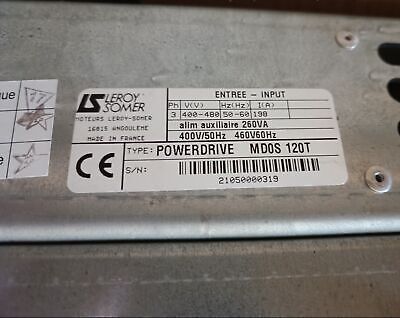 que
LEROY
SOMER
MOTEURS LEROY-SOMER
16015 ANGOULEME
MADE IN FRANCE
ENTREE - INPUT
Ph V(V) Hz(Hz) I(A)
3 400-480 50-60 198
alim auxiliaire 260VA
400V/50Hz 460V60Hz
CE
TYPE: POWERDRIVE MD0S 120T
S/N:
21050000319